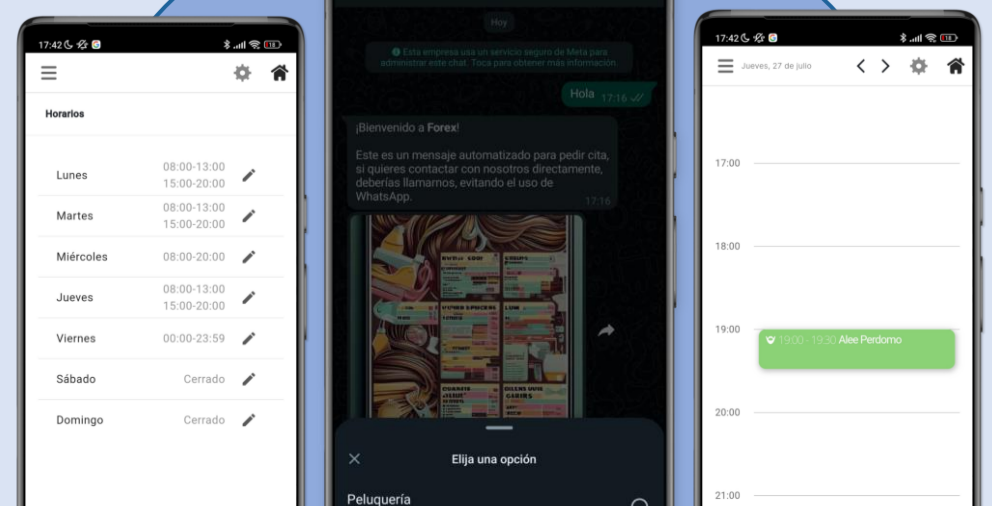 17:42
18
Horarios
Lunes
08:00-13:00
15:00-20:00
Martes
08:00-13:00
15:00-20:00
Miércoles
08:00-20:00
Jueves
08:00-13:00
15:00-20:00
Viernes
00:00-23:59
Sábado
Cerrado
Domingo
Cerrado
Hoy
Esta empresa usa un servicio seguro de Meta para
administrar este chat. Toca para obtener más información.
Hola 17:16
¡Bienvenido a Forex!
Este es un mensaje automatizado para pedir cita,
si quieres contactar con nosotros directamente,
deberías llamarnos, evitando el uso de
WhatsApp.
17:16
Elija una opción
Peluquería
17:42
18
Jueves, 27 de julio
17:00
18:00
19:00
19:00 - 19:30 Alee Perdomo
20:00
21:00